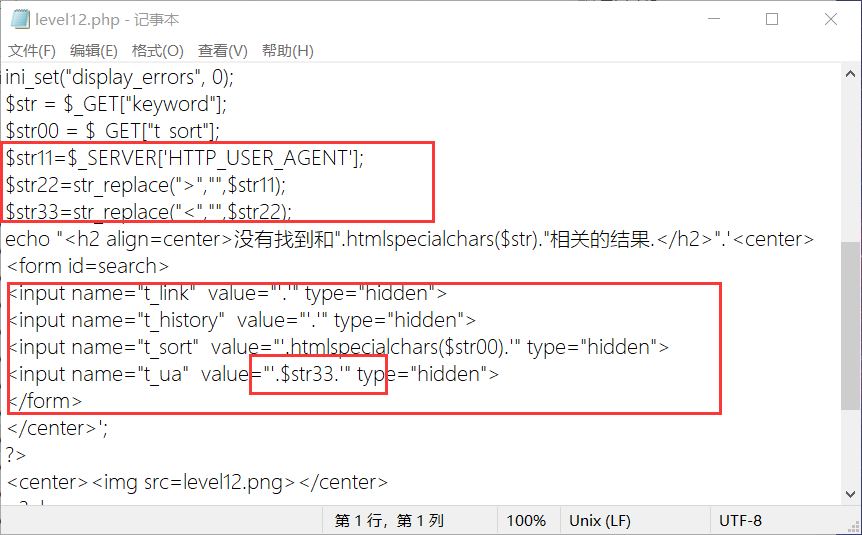 level12.php - 记事本
文件(F) 编辑(E) 格式(O) 查看(V) 帮助(H)
ini_set("display_errors", 0);
$str = $_GET["keyword"];
$str00 = $_GET["t_sort"];
$str11=$_SERVER['HTTP_USER_AGENT'];
$str22=str_replace(">","",$str11);
$str33=str_replace("<","",$str22);
echo "<h2 align=center>没有找到和".htmlspecialchars($str)."相关的结果.</h2>".'<center>
<form id=search>
<input name="t_link"  value="'.'" type="hidden">
<input name="t_history"  value="'.'" type="hidden">
<input name="t_sort"  value="'.htmlspecialchars($str00).'" type="hidden">
<input name="t_ua"  value="'.$str33.'" type="hidden">
</form>
</center>';
?>
<center><img src=level12.png></center>
第 1 行，第 1 列 100% Unix (LF) UTF-8